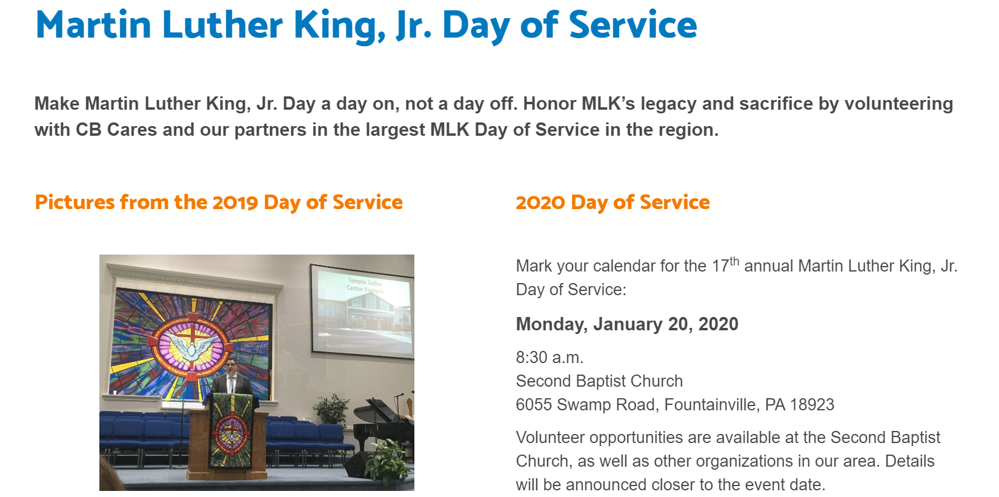 Martin Luther King, Jr. Day of Service
Make Martin Luther King, Jr. Day a day on, not a day off. Honor MLK’s legacy and sacrifice by volunteering
with CB Cares and our partners in the largest MLK Day of Service in the region.
Pictures from the 2019 Day of Service
Temple Judea
Cantor Frimark
2020 Day of Service
Mark your calendar for the 17th annual Martin Luther King, Jr.
Day of Service:
Monday, January 20, 2020
8:30 a.m.
Second Baptist Church
6055 Swamp Road, Fountainville, PA 18923
Volunteer opportunities are available at the Second Baptist
Church, as well as other organizations in our area. Details
will be announced closer to the event date.